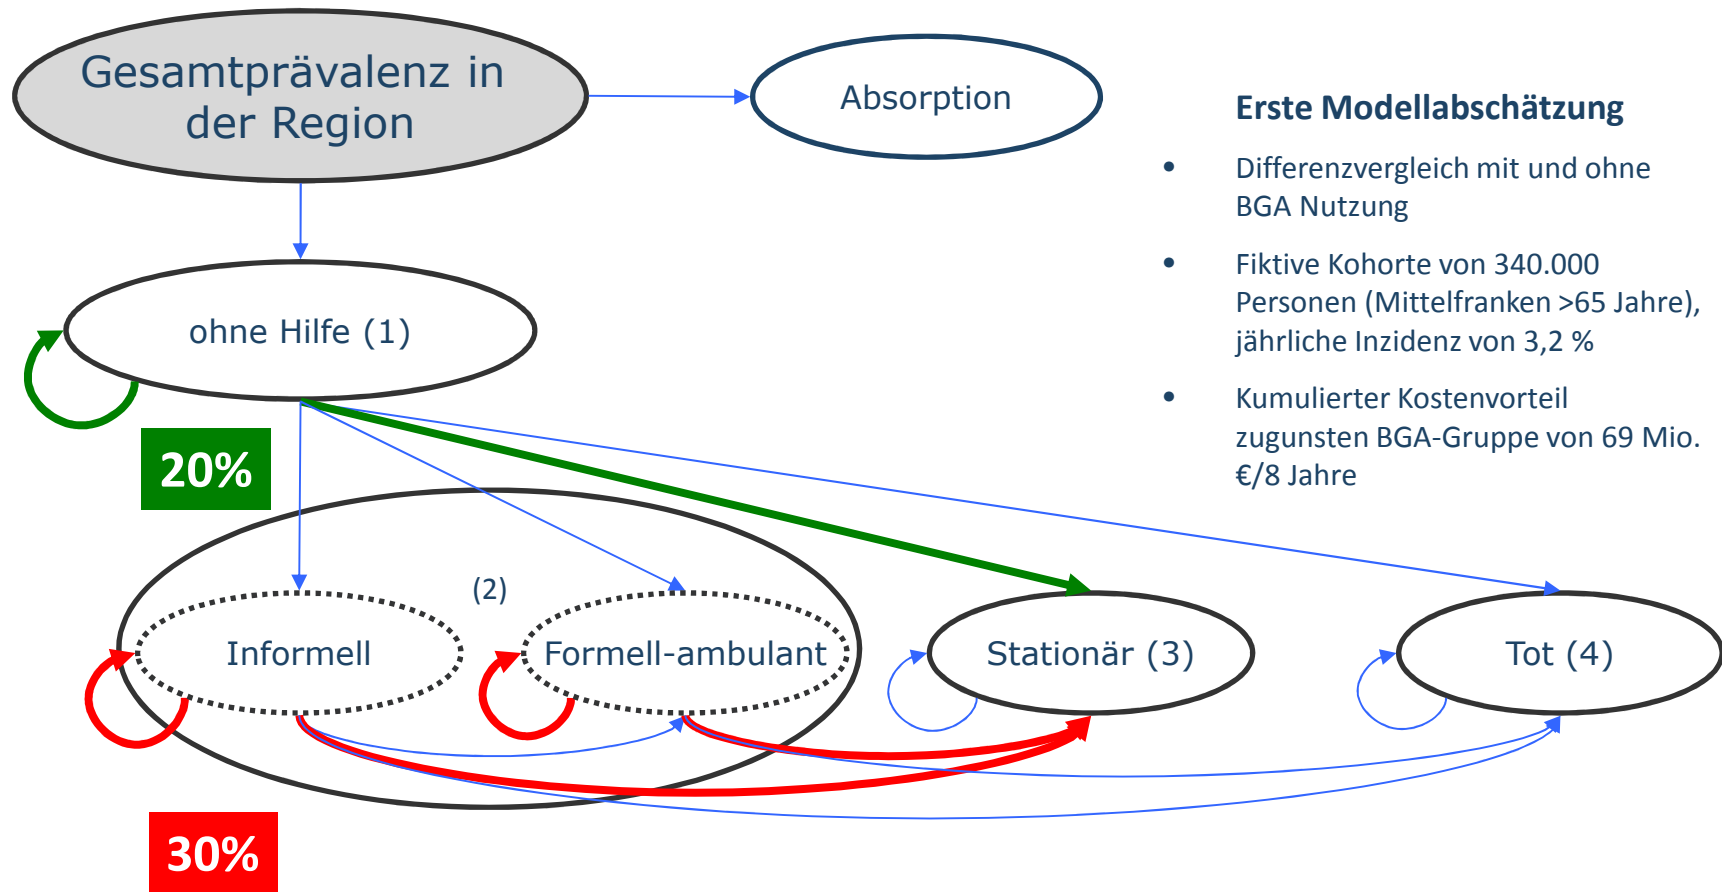 Gesamtprävalenz in
der Region
Absorption
Erste Modellabschätzung
• Differenzvergleich mit und ohne
BGA Nutzung
• Fiktive Kohorte von 340.000
Personen (Mittelfranken >65 Jahre),
jährliche Inzidenz von 3,2 %
• Kumulierter Kostenvorteil
zugunsten BGA-Gruppe von 69 Mio.
€/8 Jahre
ohne Hilfe (1)
20%
(2)
Informell
Formell-ambulant
Stationär (3)
Tot (4)
30%